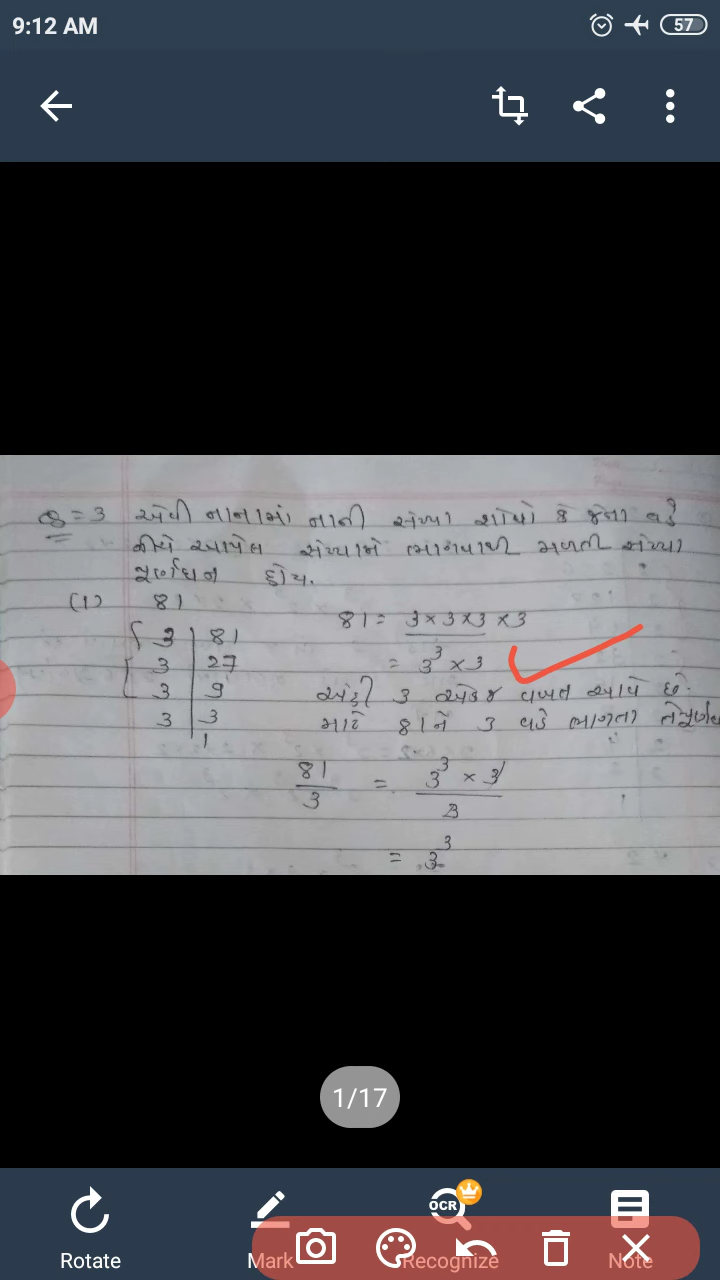 9:12 AM
57
Q=3 એવી નાનામાં નાની સંખ્યા શોધો કે જેના વડે
નીચે આપેલ સંખ્યાને ભાગવાથી મળતી સંખ્યા
પૂર્ણઘન હોય.
(1) 81
81 = 3×3×3×3
3 81
3 27
= 3³×3
3 9
અહીં 3 એક જ વખત આવે છે.
3 3
માટે 81ને 3 વડે ભાગતા
1
81/3 = 3³×3/3
= 3³
1/17
OCR
Rotate Mark Recognize Note